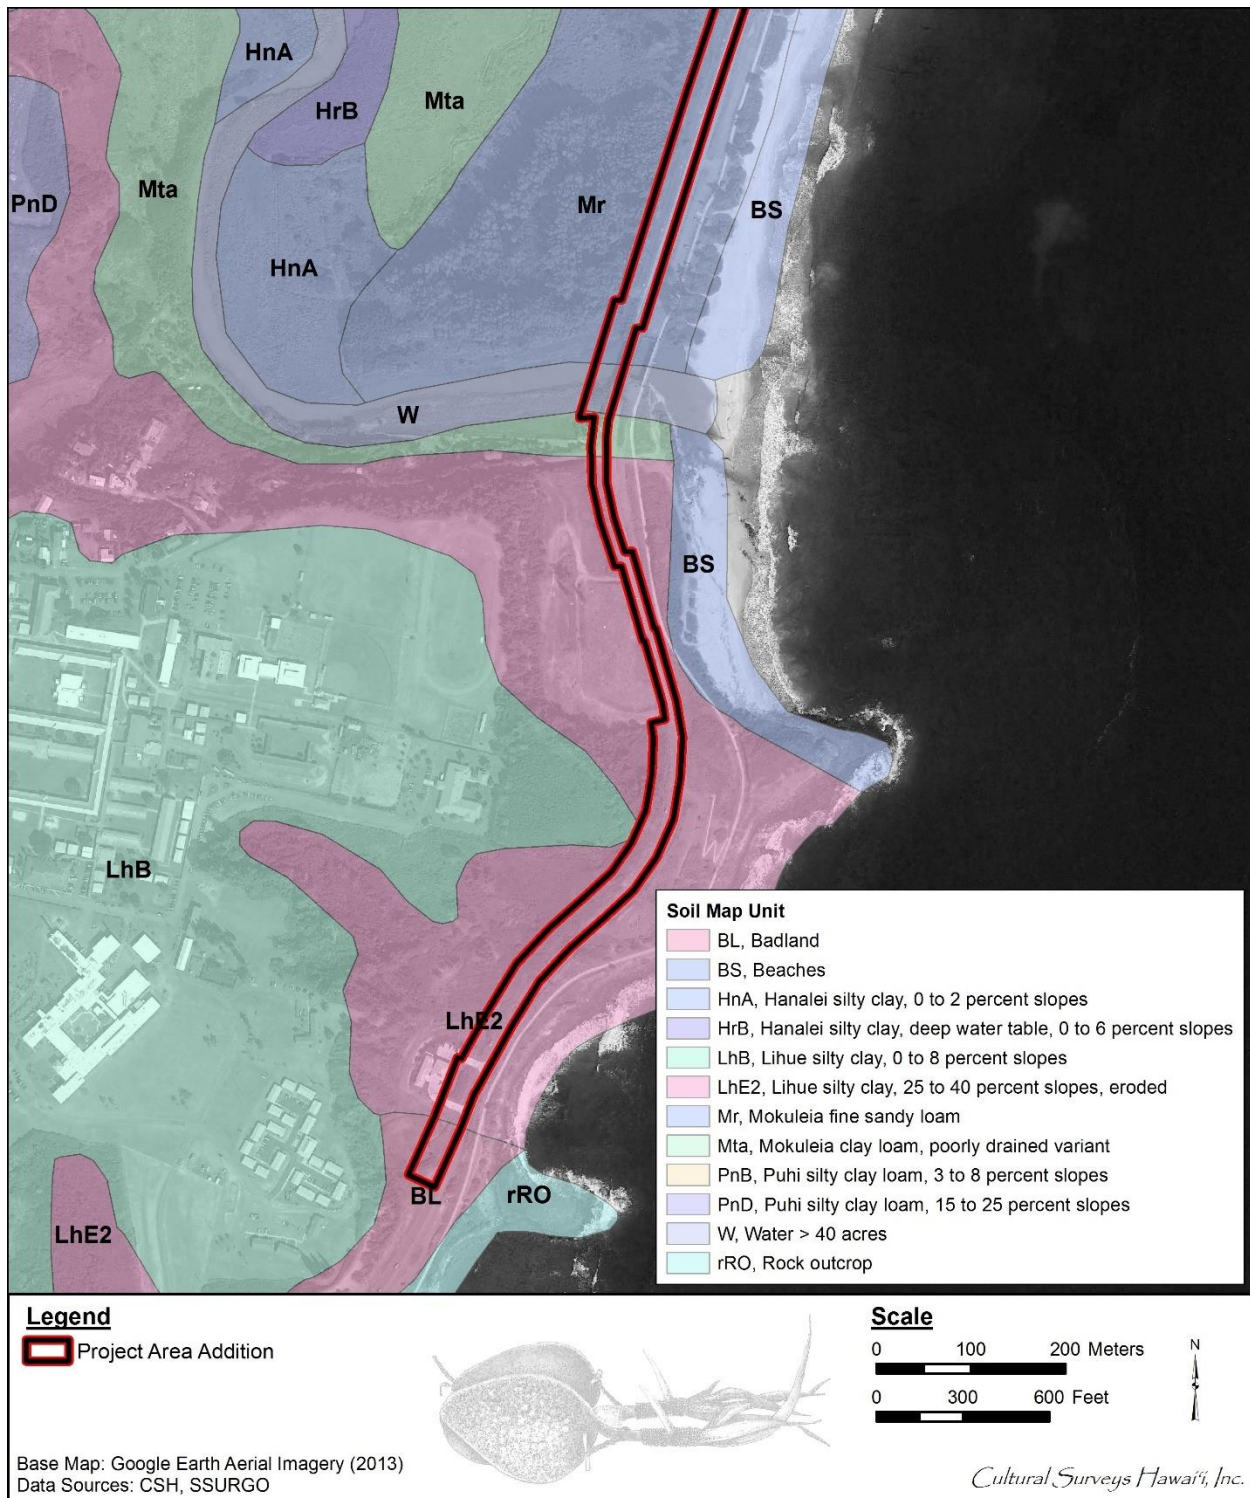 HnA
HrB
Mta
Mta
PnD
Mr
BS
HnA
W
BS
LhB
LhE2
BL
rRO
LhE2
Soil Map Unit
BL, Badland
BS, Beaches
HnA, Hanalei silty clay, 0 to 2 percent slopes
HrB, Hanalei silty clay, deep water table, 0 to 6 percent slopes
LhB, Lihue silty clay, 0 to 8 percent slopes
LhE2, Lihue silty clay, 25 to 40 percent slopes, eroded
Mr, Mokuleia fine sandy loam
Mta, Mokuleia clay loam, poorly drained variant
PnB, Puhi silty clay loam, 3 to 8 percent slopes
PnD, Puhi silty clay loam, 15 to 25 percent slopes
W, Water > 40 acres
rRO, Rock outcrop
Legend
Project Area Addition
Base Map: Google Earth Aerial Imagery (2013)
Data Sources: CSH, SSURGO
Scale
0 100 200 Meters
0 300 600 Feet
N
Cultural Surveys Hawaiʻi, Inc.